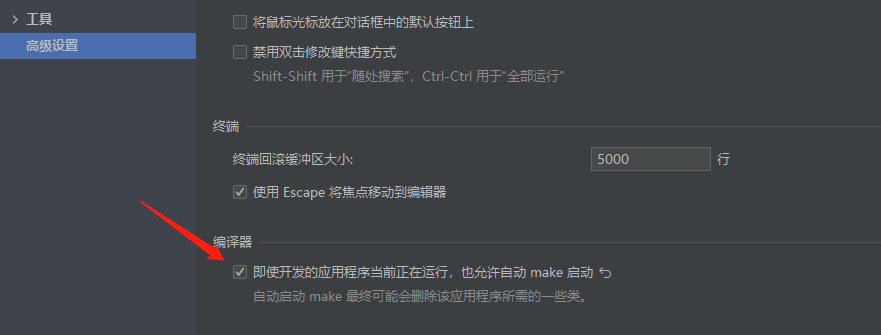 工具
高级设置
将鼠标光标放在对话框中的默认按钮上
禁用双击修改键快捷方式
Shift-Shift 用于“随处搜索”，Ctrl-Ctrl 用于“全部运行”
终端
终端回滚缓冲区大小: 5000 行
使用 Escape 将焦点移动到编辑器
编译器
即使开发的应用程序当前正在运行，也允许自动 make 启动
自动启动 make 最终可能会删除该应用程序所需的一些类。